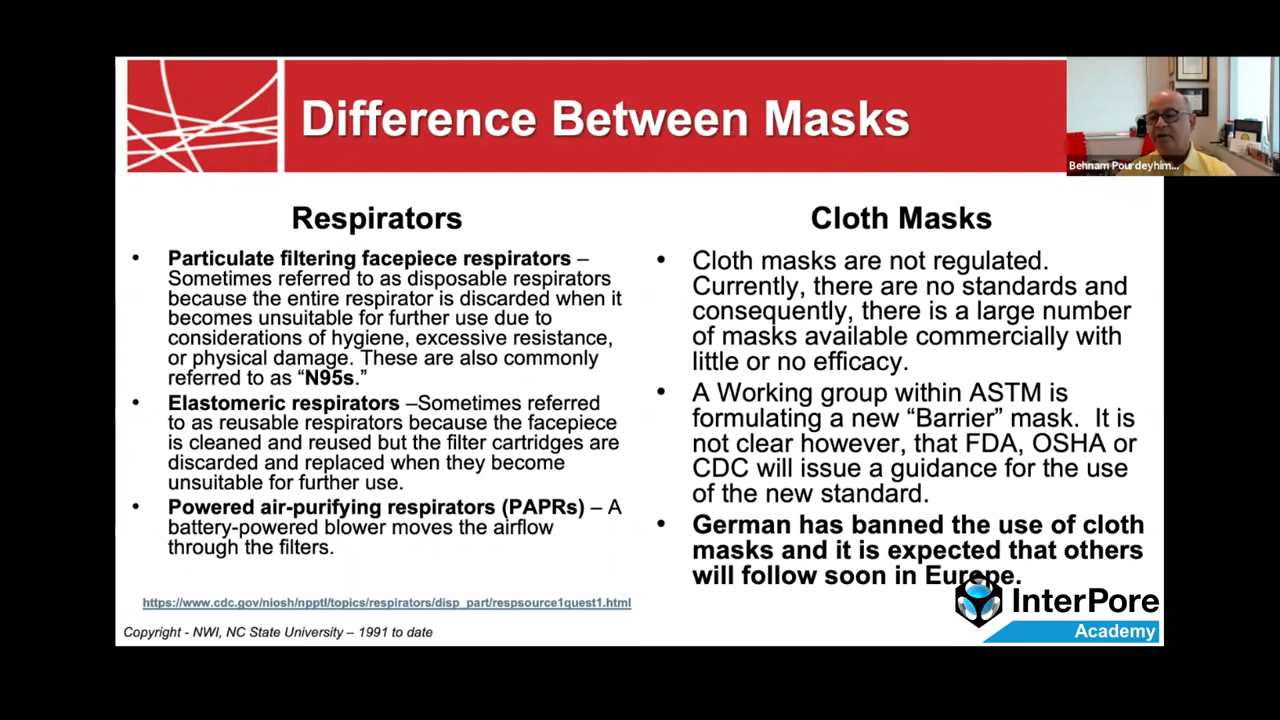 Difference Between Masks
Behnam Pourdeyhim...
Respirators
• Particulate filtering facepiece respirators –
Sometimes referred to as disposable respirators
because the entire respirator is discarded when it
becomes unsuitable for further use due to
considerations of hygiene, excessive resistance,
or physical damage. These are also commonly
referred to as “N95s.”
• Elastomeric respirators –Sometimes referred
to as reusable respirators because the facepiece
is cleaned and reused but the filter cartridges are
discarded and replaced when they become
unsuitable for further use.
• Powered air-purifying respirators (PAPRs) – A
battery-powered blower moves the airflow
through the filters.
https://www.cdc.gov/niosh/npptl/topics/respirators/disp_part/respsource1quest1.html
Copyright - NWI, NC State University – 1991 to date
Cloth Masks
• Cloth masks are not regulated.
Currently, there are no standards and
consequently, there is a large number
of masks available commercially with
little or no efficacy.
• A Working group within ASTM is
formulating a new “Barrier” mask. It is
not clear however, that FDA, OSHA or
CDC will issue a guidance for the use
of the new standard.
• German has banned the use of cloth
masks and it is expected that others
will follow soon in Europe.
InterPore
Academy